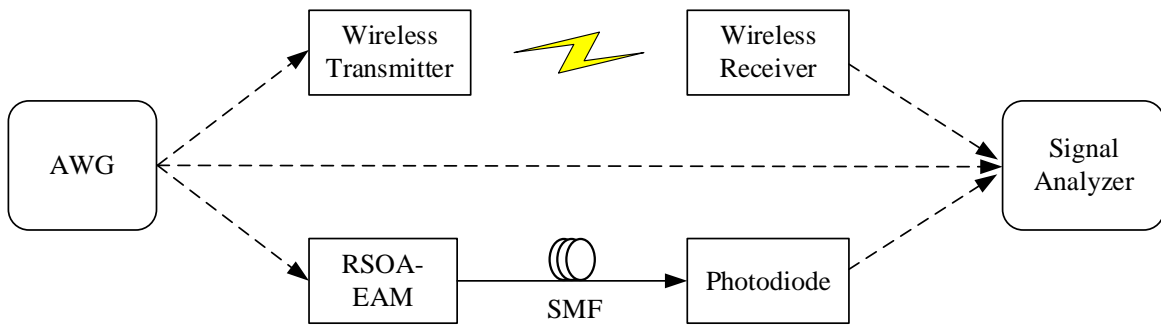 Wireless
Transmitter
Wireless
Receiver
AWG
Signal
Analyzer
RSOA-
EAM
SMF
Photodiode